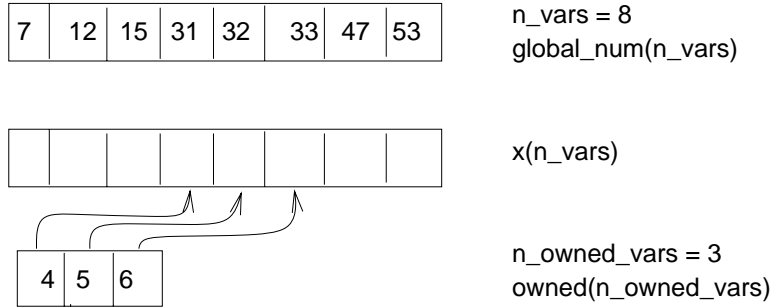 n_vars = 8
7 12 15 31 32 33 47 53
global_num(n_vars)
x(n_vars)
n_owned_vars = 3
4 5 6
owned(n_owned_vars)